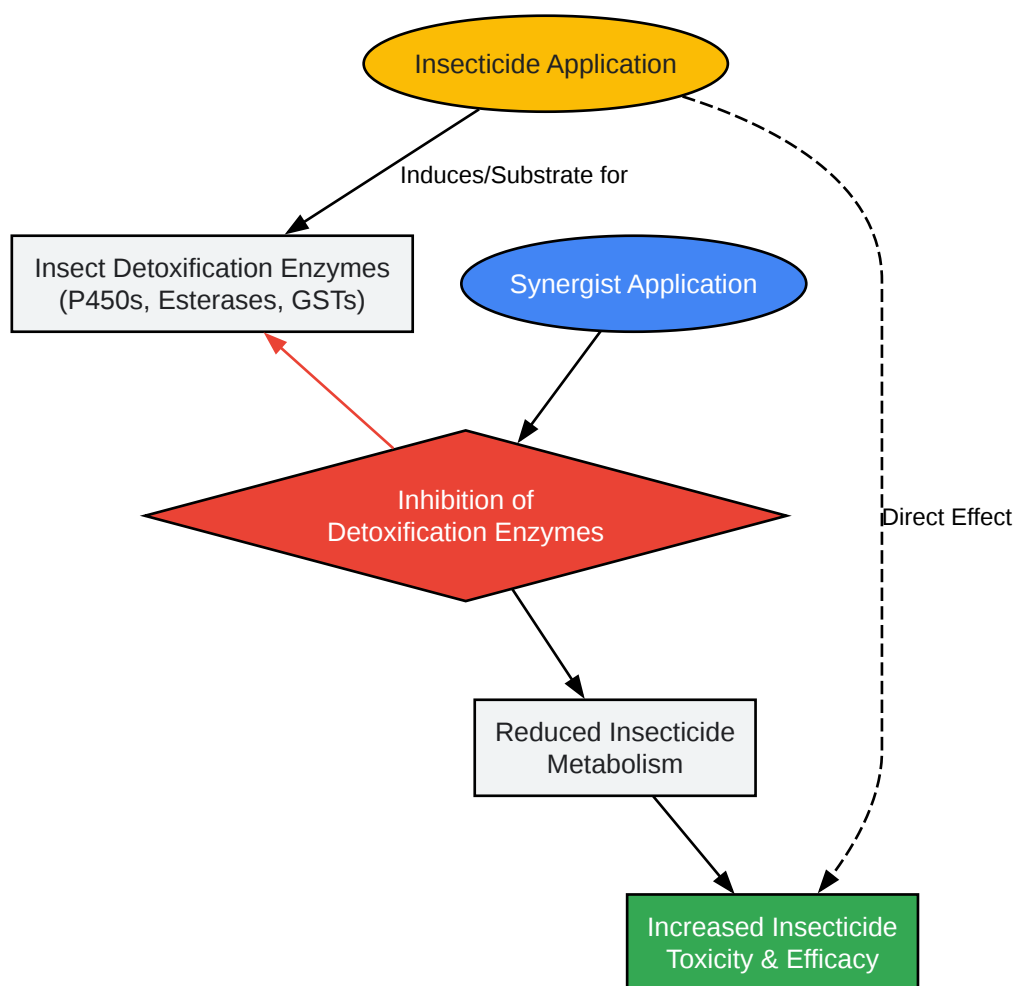 Insecticide Application
Induces/Substrate for
Insect Detoxification Enzymes
(P450s, Esterases, GSTs)
Synergist Application
Inhibition of
Detoxification Enzymes
Direct Effect
Reduced Insecticide
Metabolism
Increased Insecticide
Toxicity & Efficacy